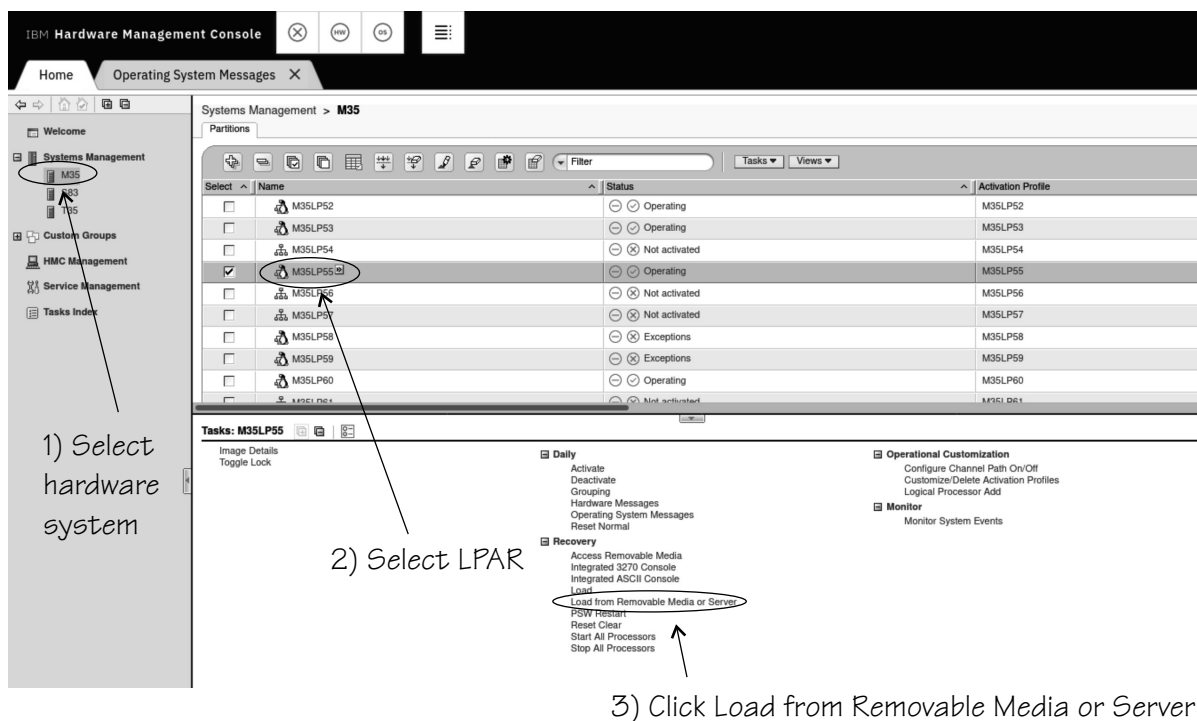 IBM Hardware Management Console
HW
OS
Home
Operating System Messages
Systems Management > M35
Partitions
Welcome
Systems Management
M35
S83
T35
Custom Groups
HMC Management
Service Management
Tasks Index
Filter
Tasks
Views
Select Name Status Activation Profile
M35LP52 Operating M35LP52
M35LP53 Operating M35LP53
M35LP54 Not activated M35LP54
M35LP55 Operating M35LP55
M35LP56 Not activated M35LP56
M35LP57 Not activated M35LP57
M35LP58 Exceptions M35LP58
M35LP59 Exceptions M35LP59
M35LP60 Operating M35LP60
M35LP61 Not activated M35LP61
Tasks: M35LP55
Image Details
Toggle Lock
Daily
Activate
Deactivate
Grouping
Hardware Messages
Operating System Messages
Reset Normal
Recovery
Access Removable Media
Integrated 3270 Console
Integrated ASCII Console
Load
Load from Removable Media or Server
PSW Restart
Reset Clear
Start All Processors
Stop All Processors
Operational Customization
Configure Channel Path On/Off
Customize/Delete Activation Profiles
Logical Processor Add
Monitor
Monitor System Events
1) Select
hardware
system
2) Select LPAR
3) Click Load from Removable Media or Server